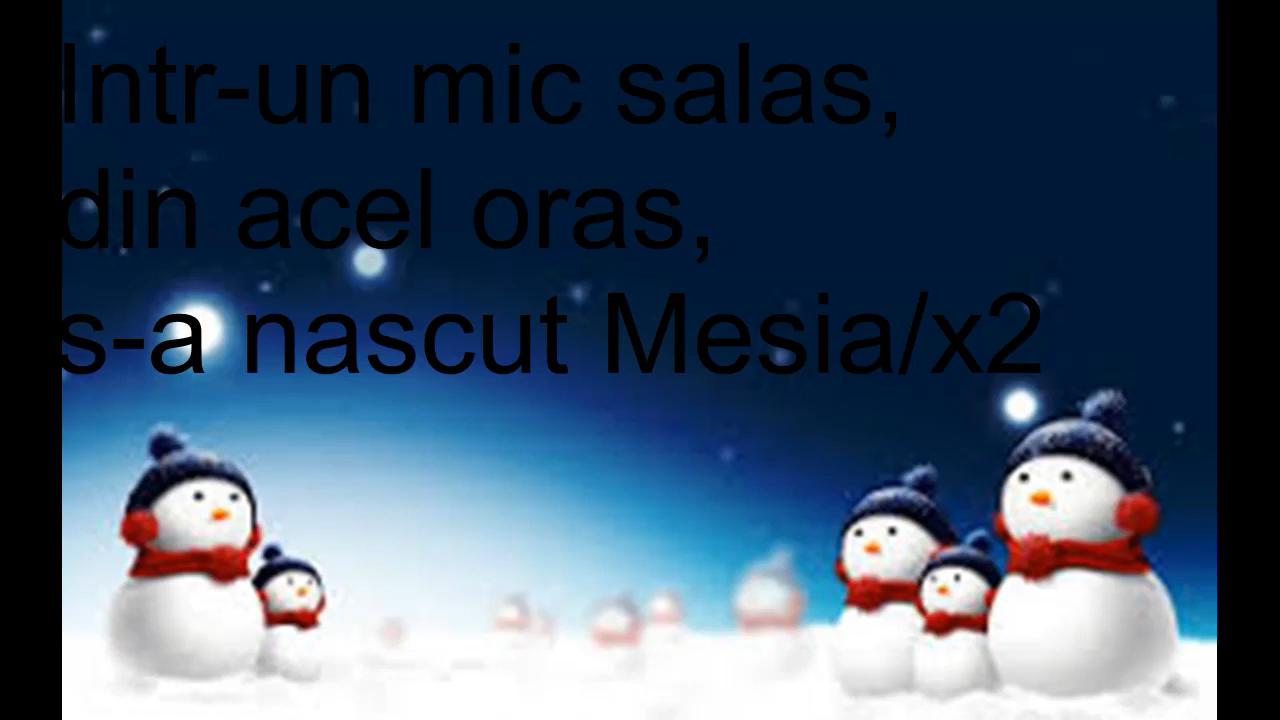 Intr-un mic salas,
din acel oras,
s-a nascut Mesia/x2